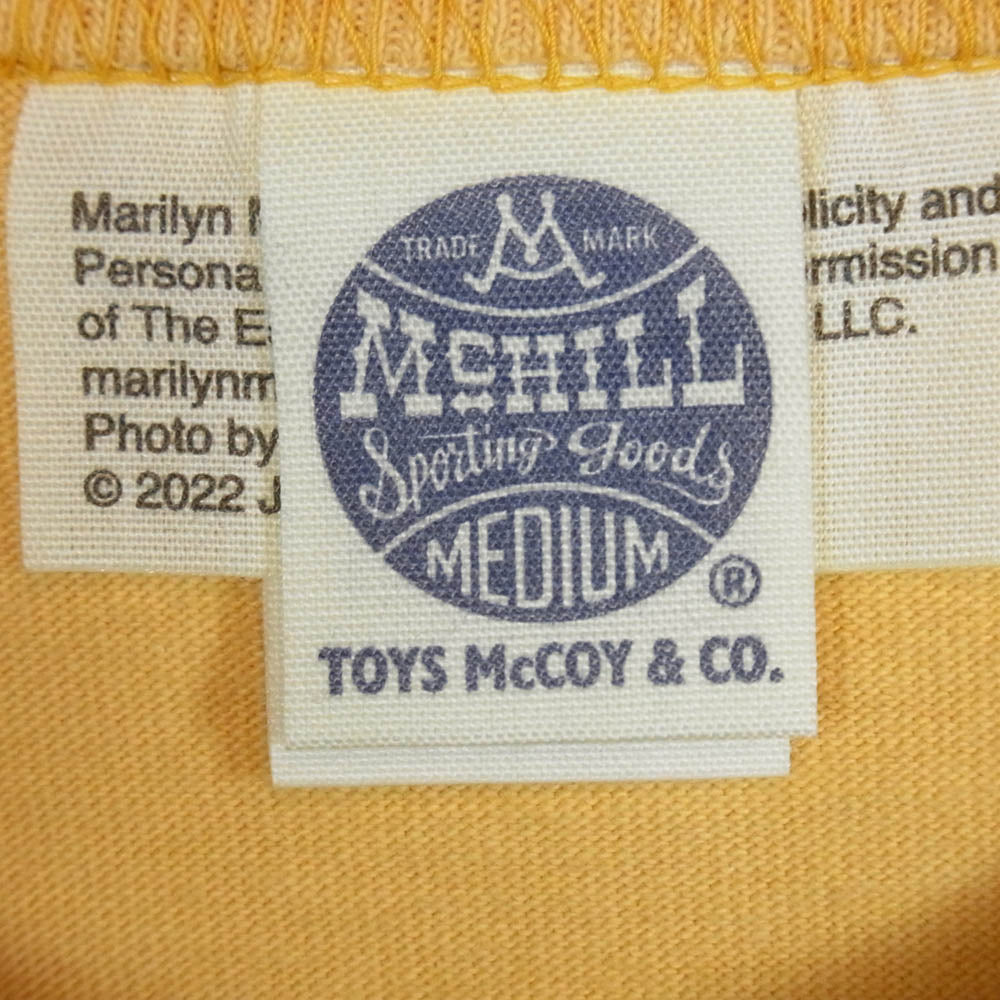 Marilyn
Persona
of The E
marilynm
Photo by
© 2022 J
TRADE M MARK
McHILL
Sporting Goods
MEDIUM
®
TOYS McCOY & CO.
licity and
rmission
LLC.